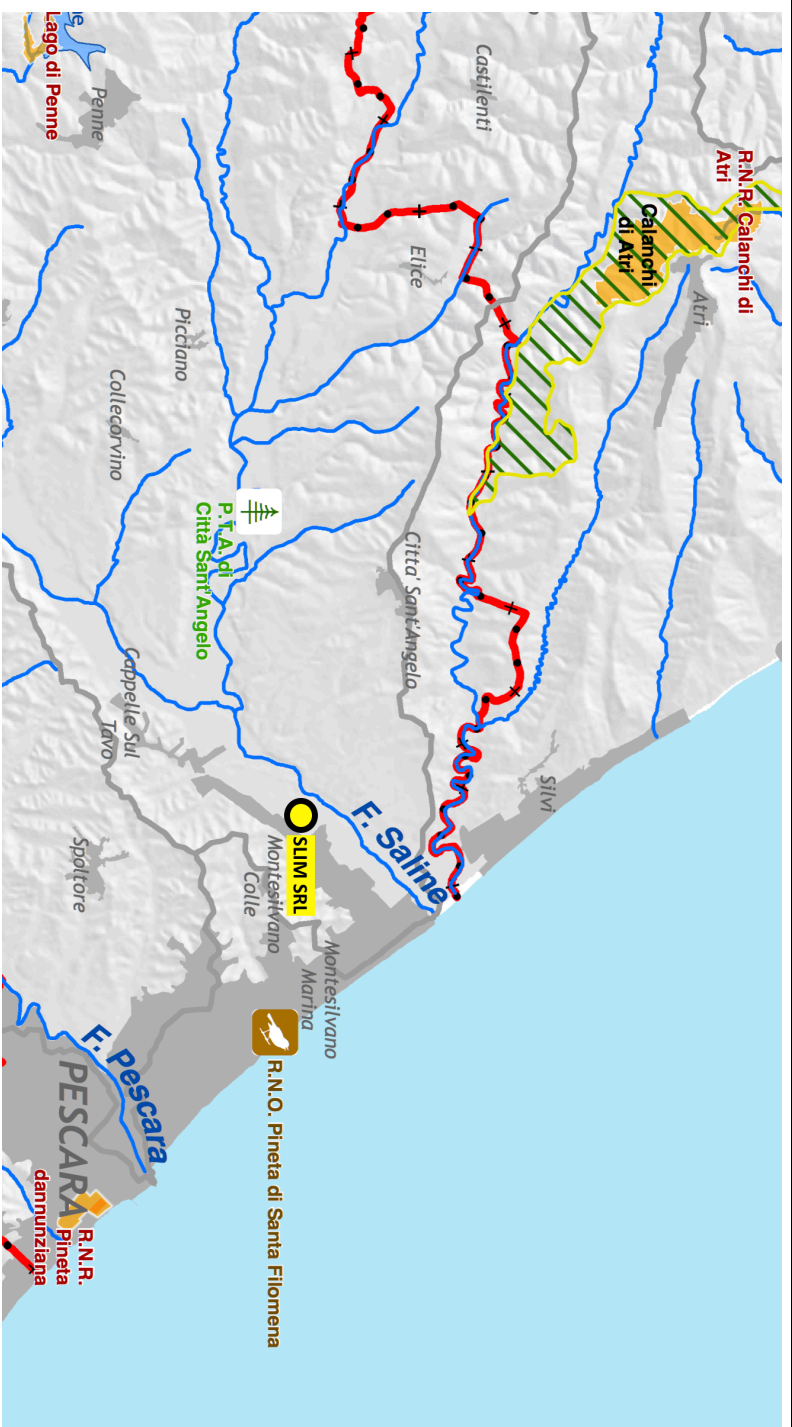 R.N.R. Calanchi di
Atri
Calanchi
di Atri
Atri
Castilenti
Elice
Penne
Lago di Penne
Picciano
Collecorvino
P.T.A. di
Città Sant'Angelo
Citta' Sant'Angelo
Silvi
F. Saline
SLIM SRL
Montesilvano
Colle
Montesilvano
Marina
Cappelle Sul
Tavo
Spoltore
R.N.O. Pineta di Santa Filomena
F. Pescara
PESCARA
R.N.R.
Pineta
dannunziana